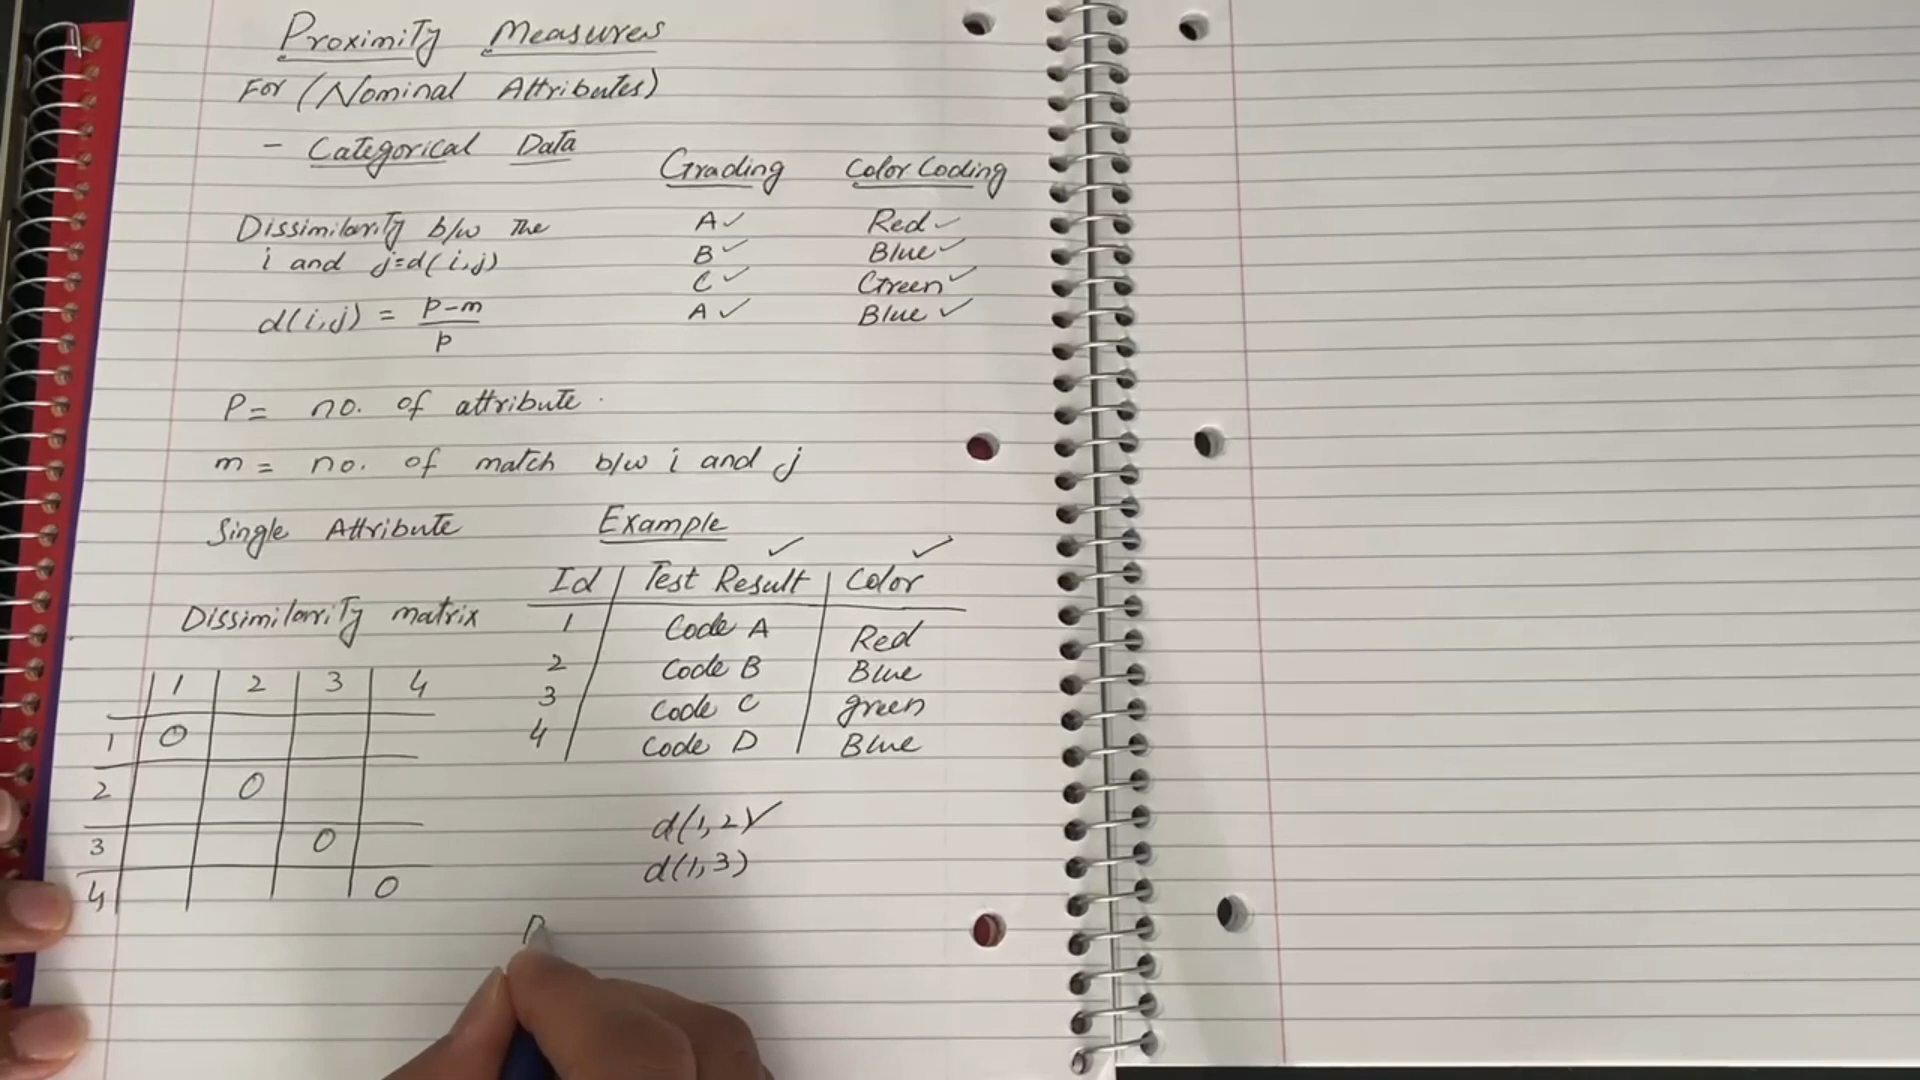 Proximity Measures
For (Nominal Attributes)
- Categorical Data
Grading Color Coding
Dissimilarity b/w The
i and j = d(i,j)
d(i,j) = p-m / p
A ✓ Red ✓
B ✓ Blue ✓
C ✓ Green ✓
A ✓ Blue ✓
P = no. of attribute.
m = no. of match b/w i and j
Single Attribute
Example
✓ ✓
Id Test Result Color
1 Code A Red
2 Code B Blue
3 Code C green
4 Code D Blue
Dissimilarity matrix
1 2 3 4
1 0
2 0
3 0
4 0
d(1,2) ✓
d(1,3)